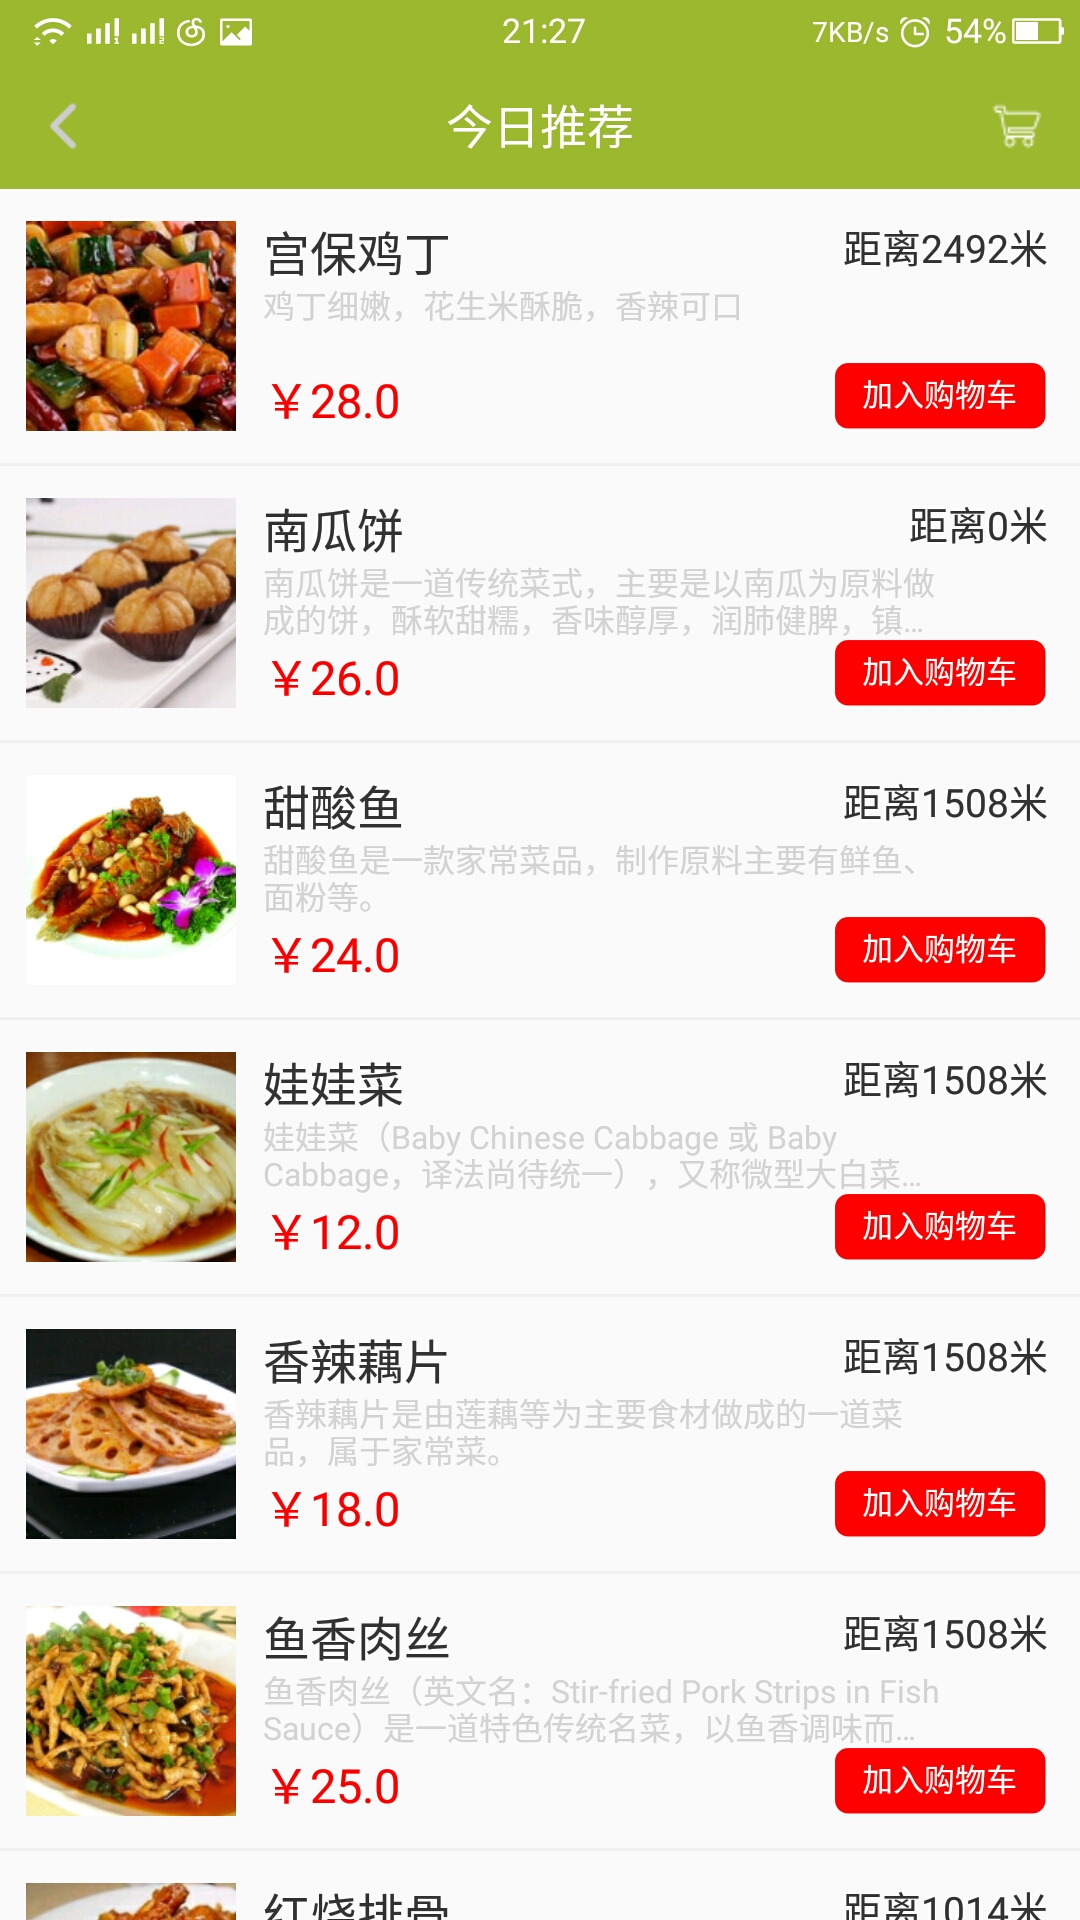 21:27
7KB/s 54%
今日推荐
宫保鸡丁
距离2492米
鸡丁细嫩，花生米酥脆，香辣可口
￥28.0
加入购物车
南瓜饼
距离0米
南瓜饼是一道传统菜式，主要是以南瓜为原料做
成的饼，酥软甜糯，香味醇厚，润肺健脾，镇...
￥26.0
加入购物车
甜酸鱼
距离1508米
甜酸鱼是一款家常菜品，制作原料主要有鲜鱼、
面粉等。
￥24.0
加入购物车
娃娃菜
距离1508米
娃娃菜（Baby Chinese Cabbage 或 Baby
Cabbage，译法尚待统一），又称微型大白菜...
￥12.0
加入购物车
香辣藕片
距离1508米
香辣藕片是由莲藕等为主要食材做成的一道菜
品，属于家常菜。
￥18.0
加入购物车
鱼香肉丝
距离1508米
鱼香肉丝（英文名：Stir-fried Pork Strips in Fish
Sauce）是一道特色传统名菜，以鱼香调味而...
￥25.0
加入购物车
红烧排骨
距离1014米